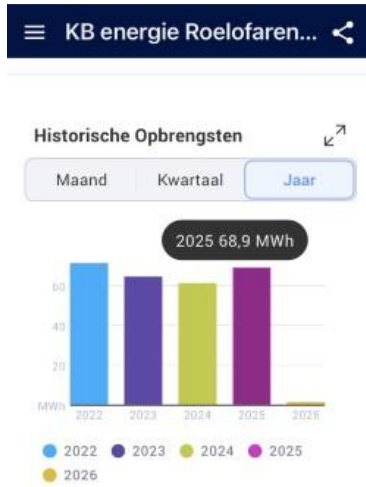 KB energie Roelofaren...
Historische Opbrengsten
Maand Kwartaal Jaar
2025 68,9 MWh
60
40
20
MWh
2022 2023 2024 2025 2026
2022 2023 2024 2025
2026